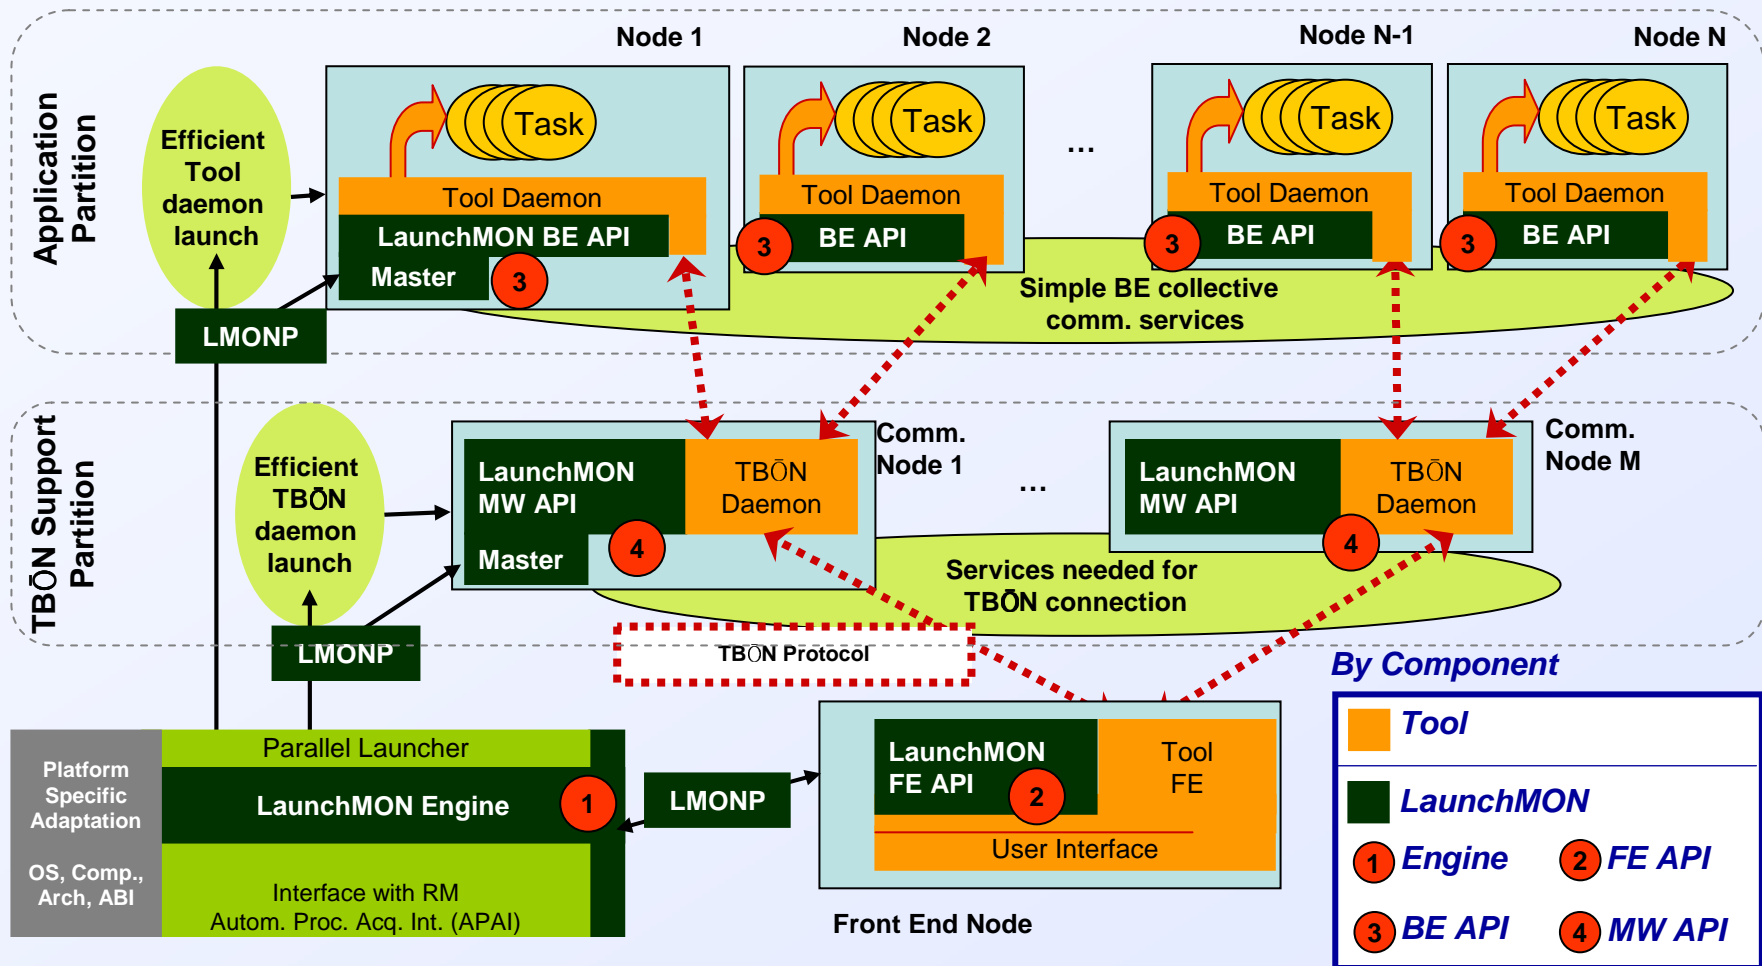 Node 1
Node 2
Node N-1
Node N
Application
Partition
Efficient
Tool
daemon
launch
Task
Tool Daemon
LaunchMON BE API
Master
3
Task
Tool Daemon
BE API
3
...
Task
Tool Daemon
BE API
3
Task
Tool Daemon
BE API
3
Simple BE collective
comm. services
LMONP
TBŌN Support
Partition
Efficient
TBŌN
daemon
launch
LaunchMON
MW API
Master
4
TBŌN
Daemon
Comm.
Node 1
...
LaunchMON
MW API
4
TBŌN
Daemon
Comm.
Node M
Services needed for
TBŌN connection
LMONP
TBŌN Protocol
Platform
Specific
Adaptation
OS, Comp.,
Arch, ABI
Parallel Launcher
LaunchMON Engine
1
Interface with RM
Autom. Proc. Acq. Int. (APAI)
LMONP
LaunchMON
FE API
2
Tool
FE
User Interface
Front End Node
By Component
Tool
LaunchMON
1 Engine
2 FE API
3 BE API
4 MW API